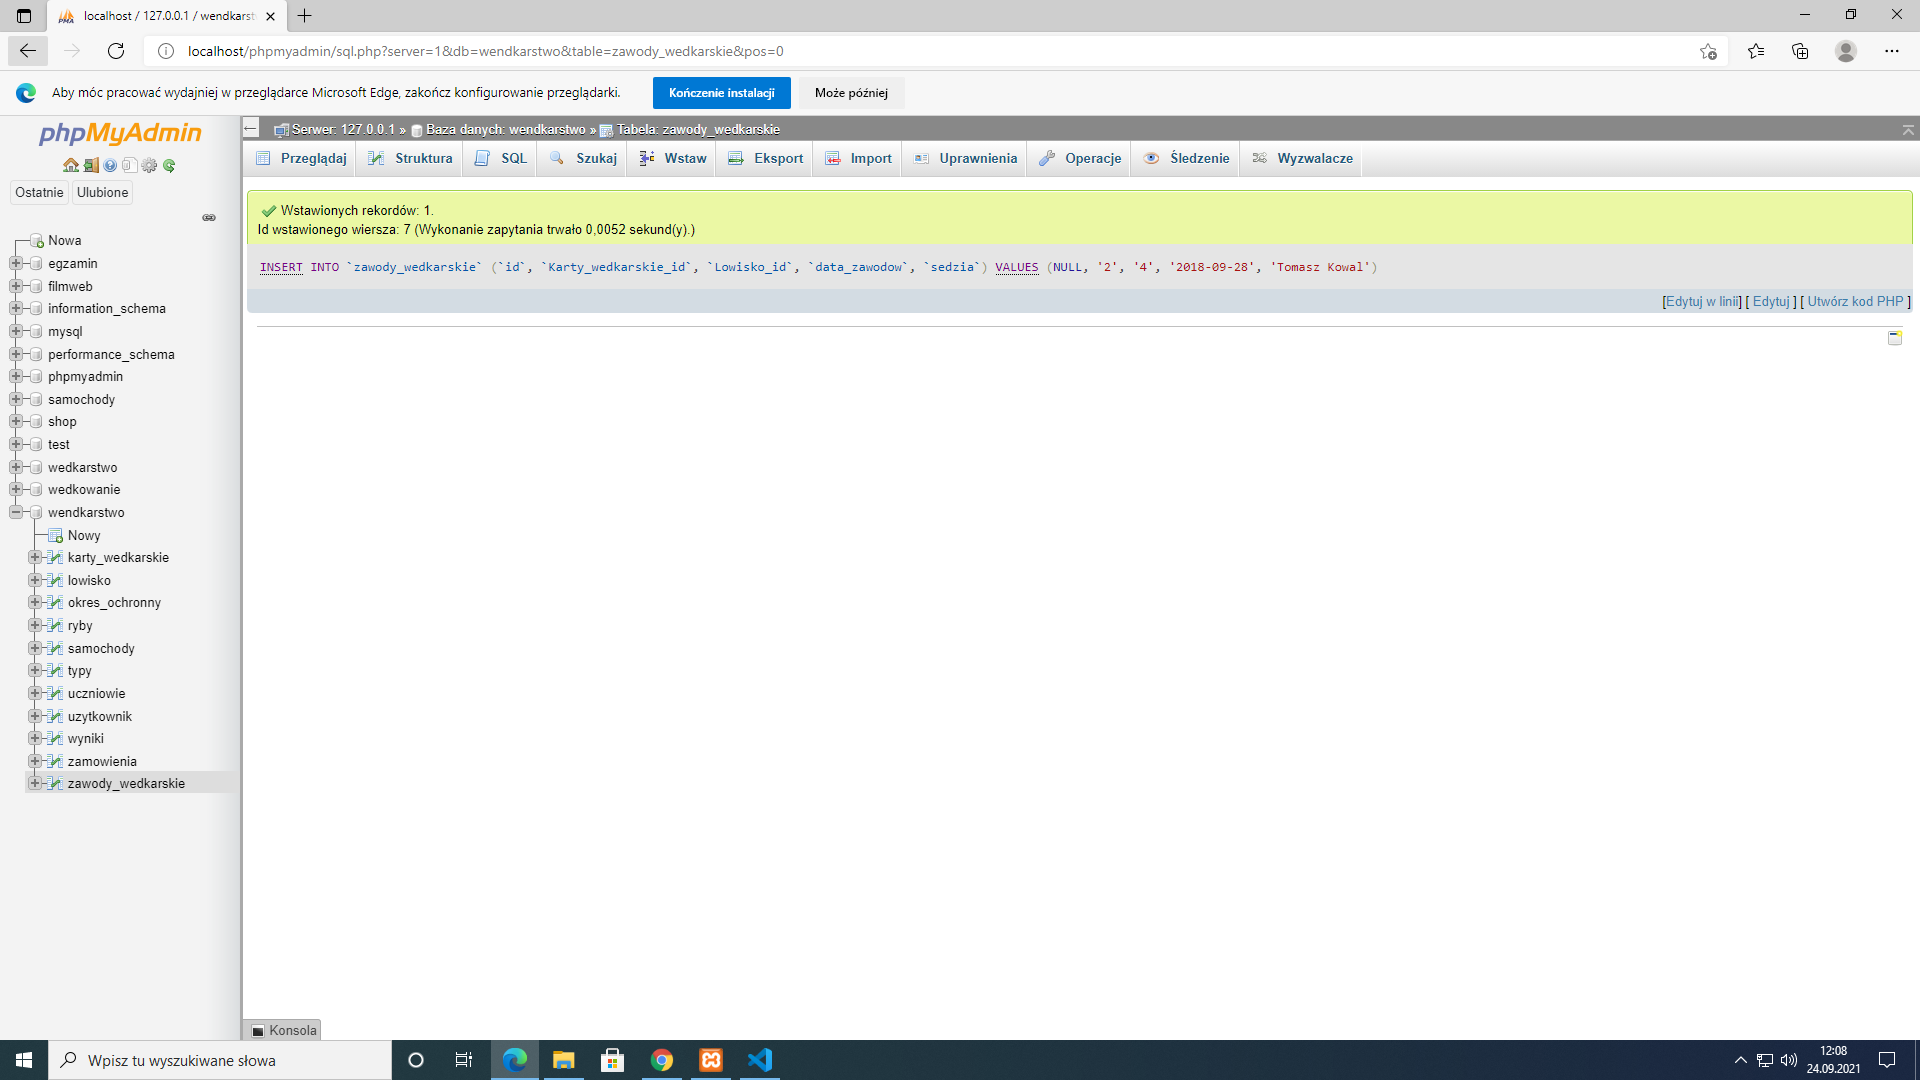 localhost / 127.0.0.1 / wendkarst
localhost/phpmyadmin/sql.php?server=1&db=wendkarstwo&table=zawody_wedkarskie&pos=0
Aby móc pracować wydajniej w przeglądarce Microsoft Edge, zakończ konfigurowanie przeglądarki.
Kończenie instalacji
Może później
phpMyAdmin
Ostatnie
Ulubione
Nowa
egzamin
filmweb
information_schema
mysql
performance_schema
phpmyadmin
samochody
shop
test
wedkarstwo
wedkowanie
wendkarstwo
Nowy
karty_wedkarskie
lowisko
okres_ochronny
ryby
samochody
typy
uczniowie
uzytkownik
wyniki
zamowienia
zawody_wedkarskie
Serwer: 127.0.0.1 » Baza danych: wendkarstwo » Tabela: zawody_wedkarskie
Przeglądaj Struktura SQL Szukaj Wstaw Eksport Import Uprawnienia Operacje Śledzenie Wyzwalacze
Wstawionych rekordów: 1.
Id wstawionego wiersza: 7 (Wykonanie zapytania trwało 0,0052 sekund(y).)
INSERT INTO `zawody_wedkarskie` (`id`, `Karty_wedkarskie_id`, `Lowisko_id`, `data_zawodow`, `sedzia`) VALUES (NULL, '2', '4', '2018-09-28', 'Tomasz Kowal')
[Edytuj w linii] [ Edytuj ] [ Utwórz kod PHP ]
Konsola
Wpisz tu wyszukiwane słowa
12:08
24.09.2021